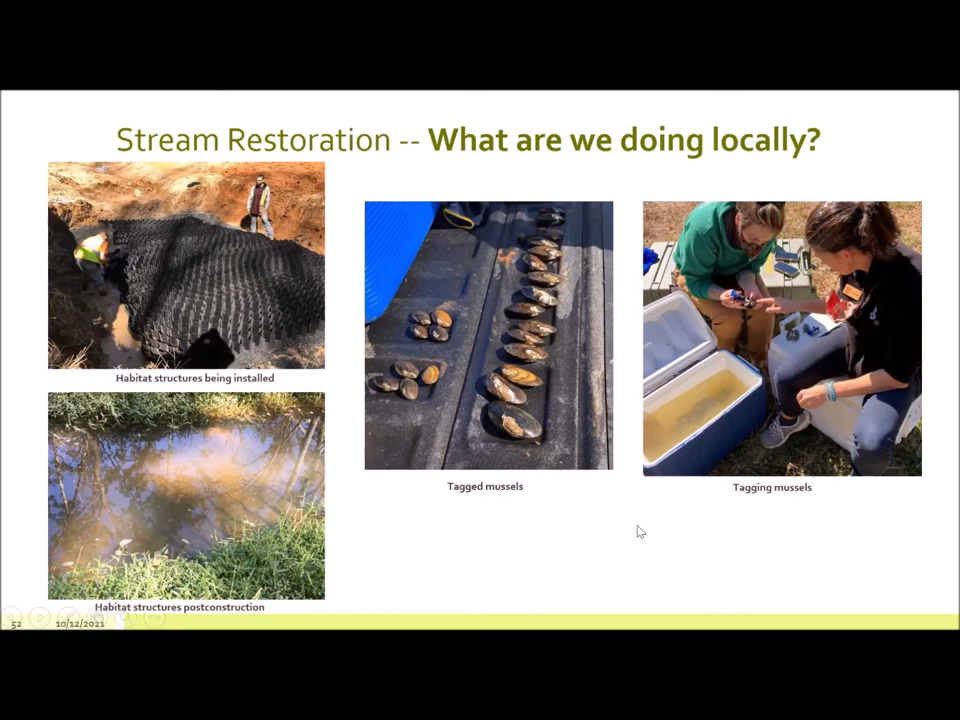 Stream Restoration -- What are we doing locally?
Habitat structures being installed
Tagged mussels
Tagging mussels
Habitat structures postconstruction
52
10/12/2021